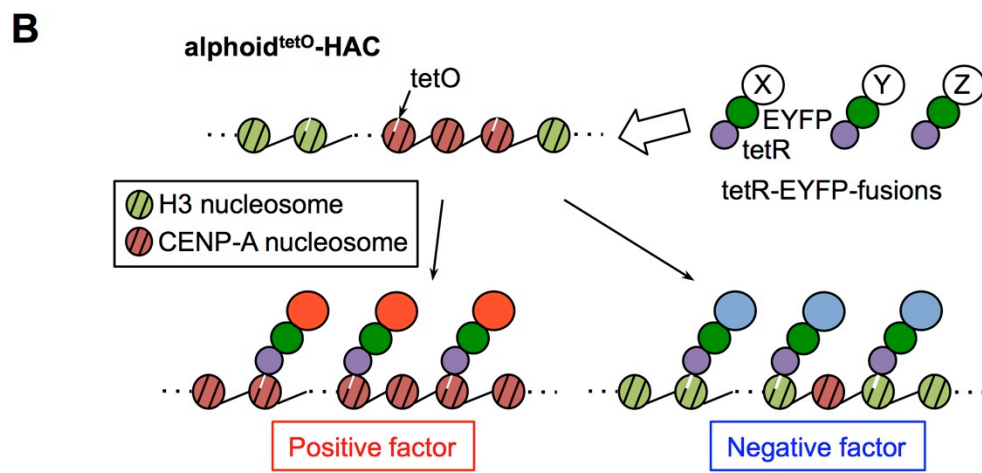 B
alphoidtetO-HAC
tetO
X
Y
Z
EYFP
tetR
tetR-EYFP-fusions
H3 nucleosome
CENP-A nucleosome
Positive factor
Negative factor